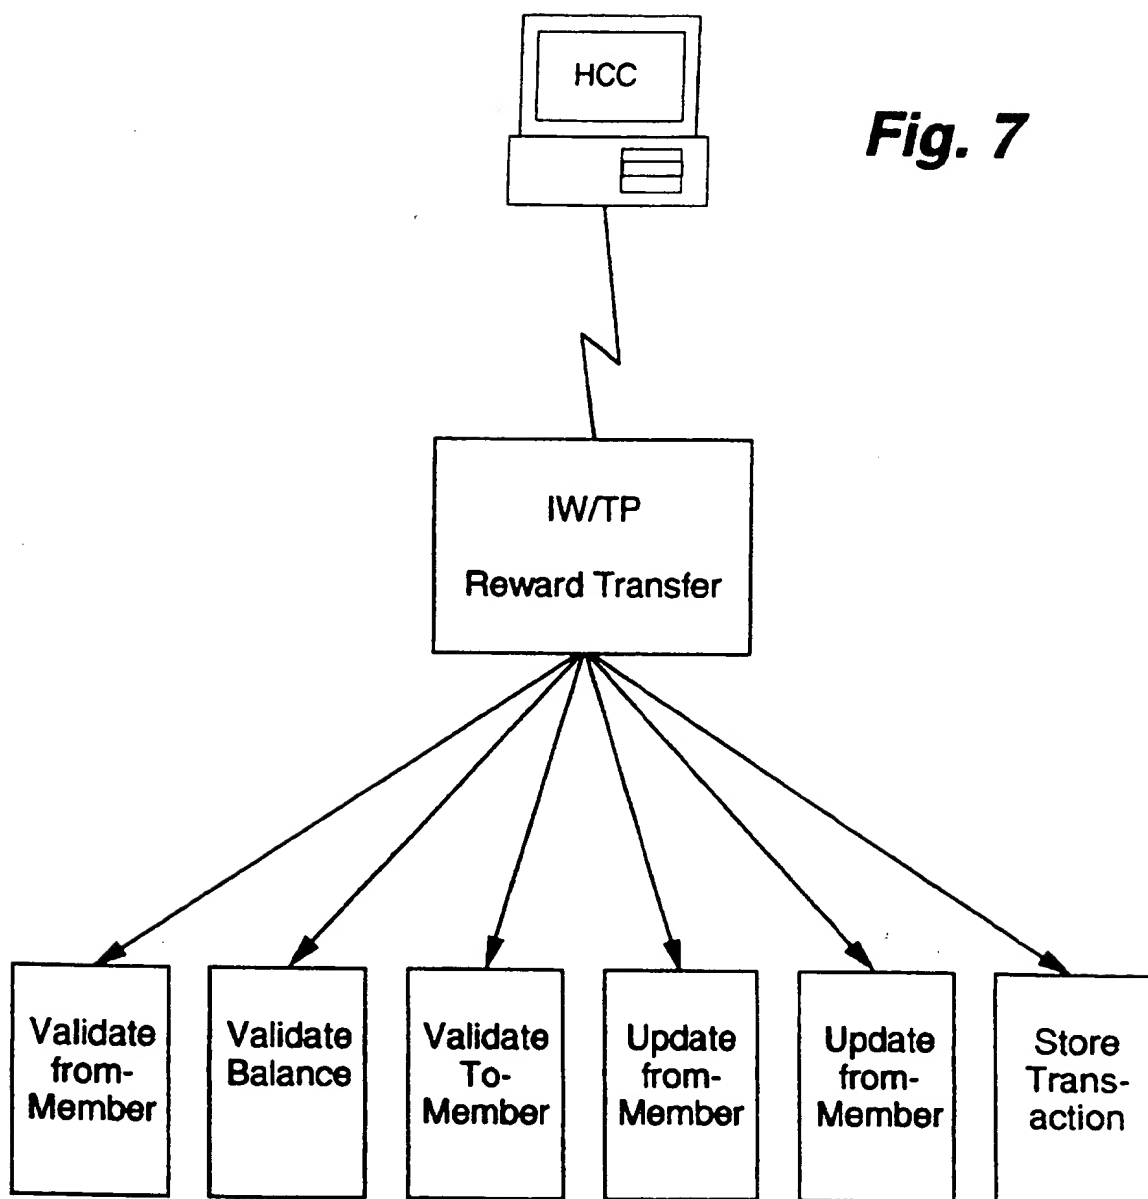 HCC
Fig. 7
IW/TP
Reward Transfer
Validate
from-
Member
Validate
Balance
Validate
To-
Member
Update
from-
Member
Update
from-
Member
Store
Trans-
action